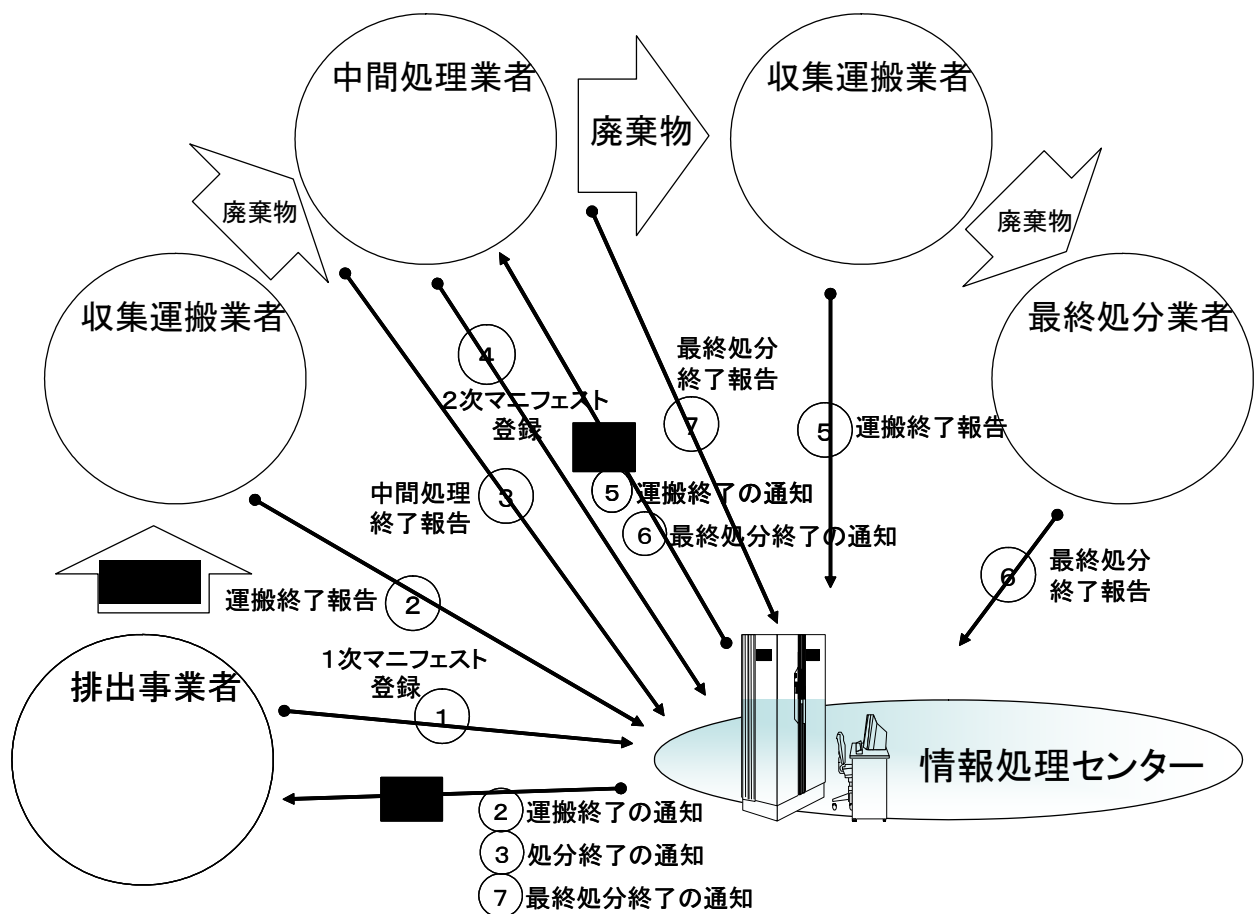 中間処理業者
収集運搬業者
廃棄物
廃棄物
廃棄物
収集運搬業者
最終処分業者
4
2次マニフェスト
登録
最終処分
終了報告
7
5
運搬終了報告
中間処理
終了報告
3
5 運搬終了の通知
6 最終処分終了の通知
6
最終処分
終了報告
運搬終了報告
2
1次マニフェスト
登録
1
排出事業者
情報処理センター
2 運搬終了の通知
3 処分終了の通知
7 最終処分終了の通知